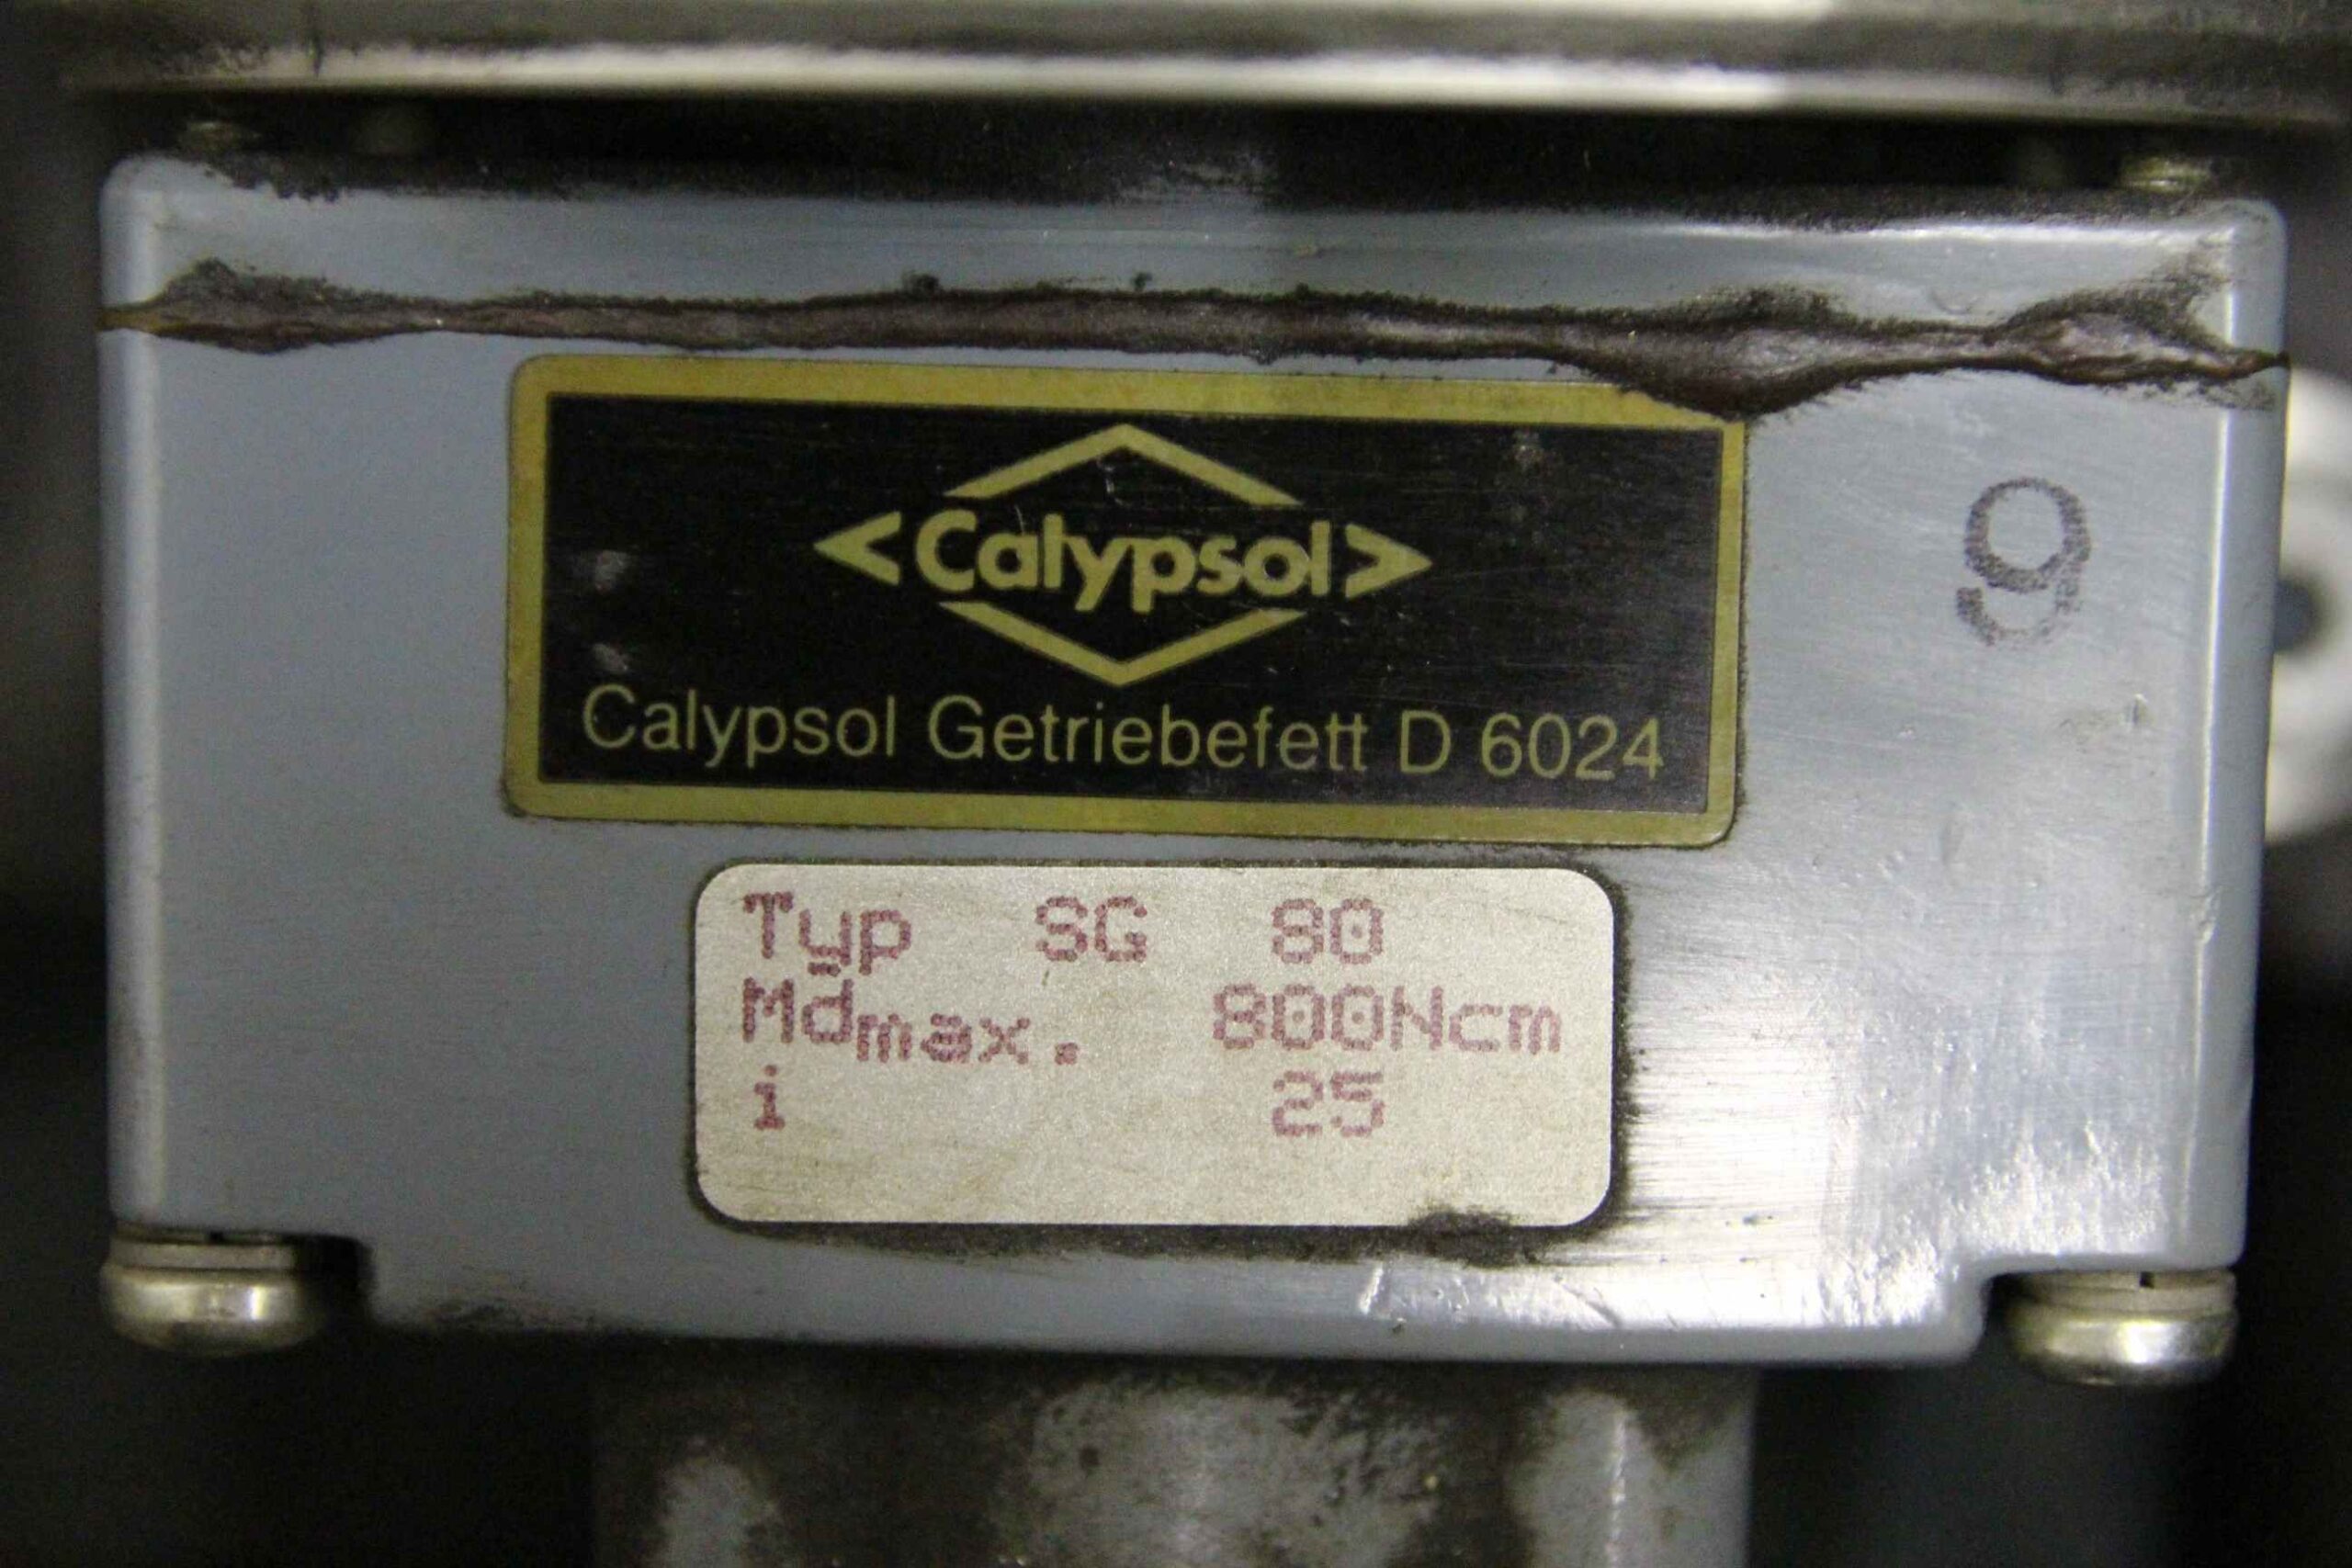 <Calypsol>
Calypsol Getriebefett D 6024
9
Typ SG 80
Mdmax. 800Ncm
i 25